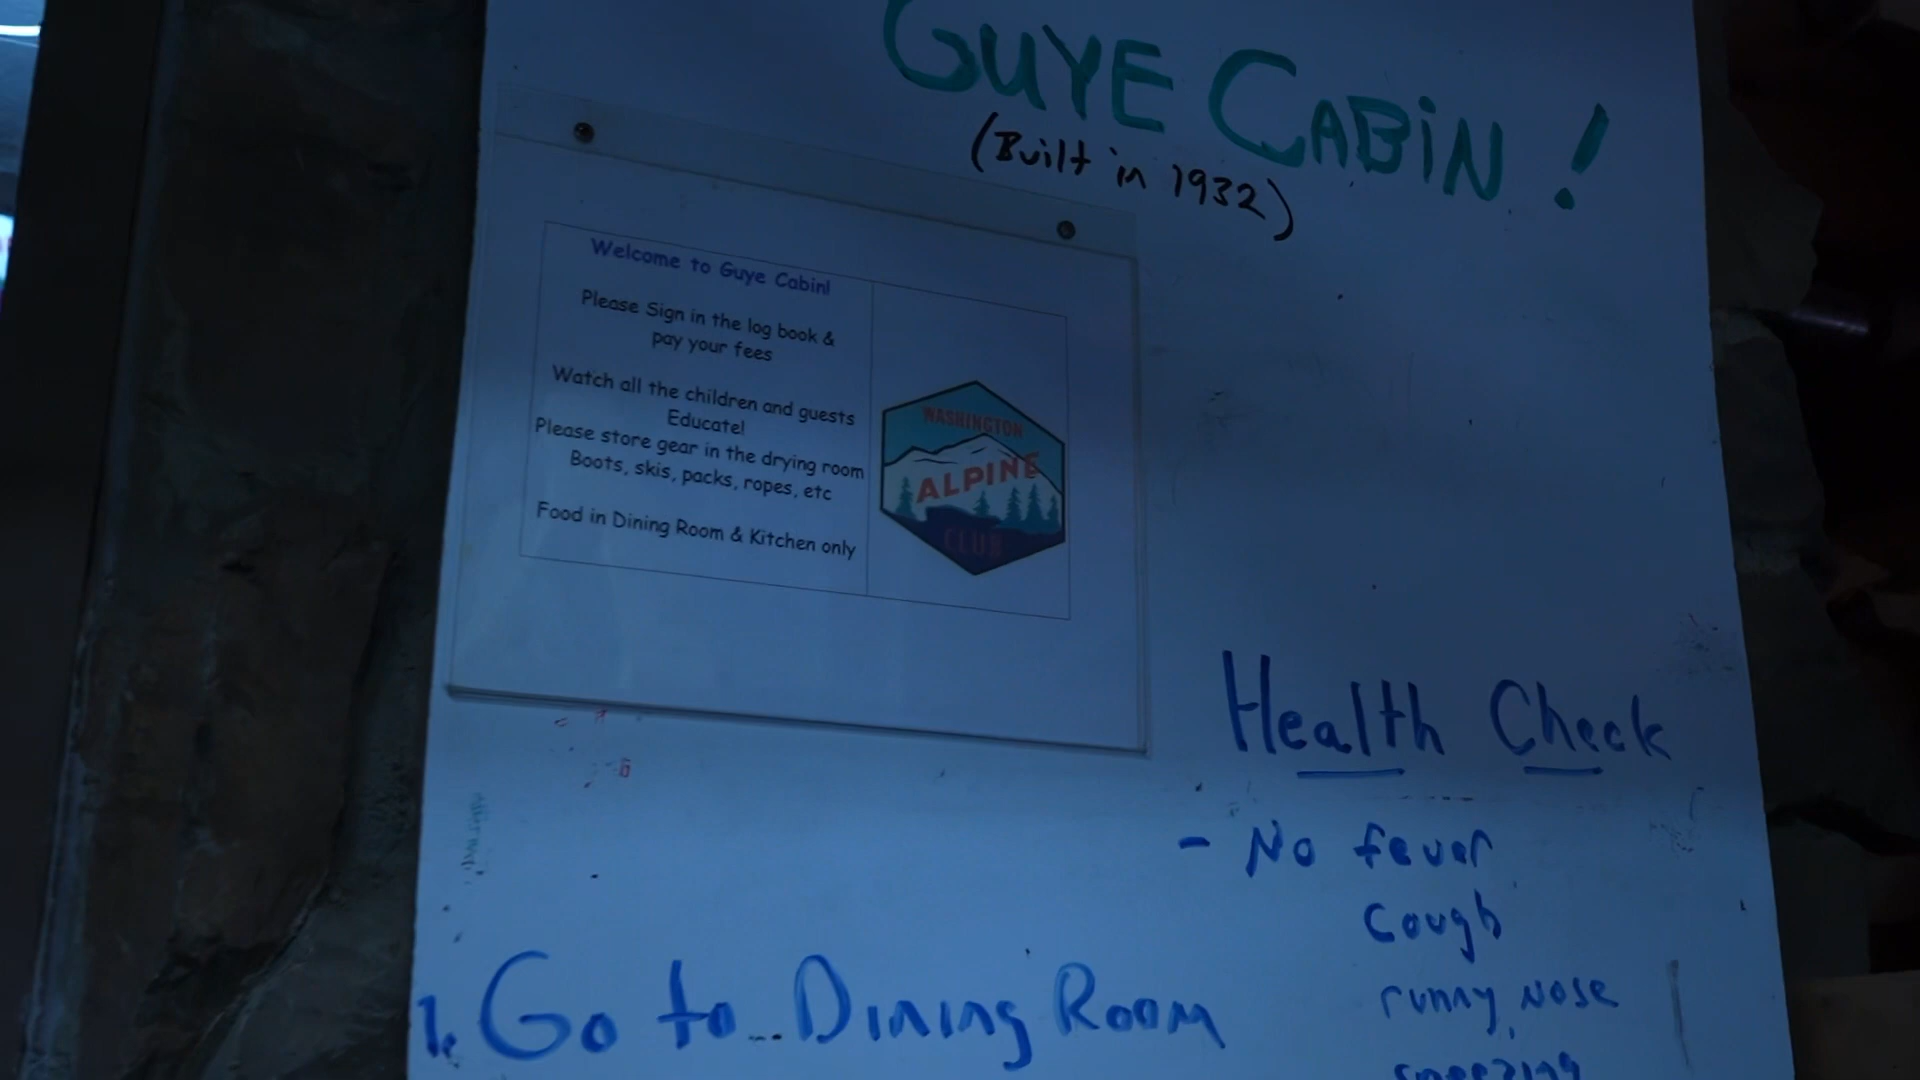 GUYE CABIN!
(Built in 1932)
Welcome to Guye Cabin!
Please Sign in the log book &
pay your fees
Watch all the children and guests
Educate!
Please store gear in the drying room
Boots, skis, packs, ropes, etc
Food in Dining Room & Kitchen only
WASHINGTON
ALPINE
CLUB
Health Check
- No fever
cough
runny nose
sneezing
1. Go to... Dining Room